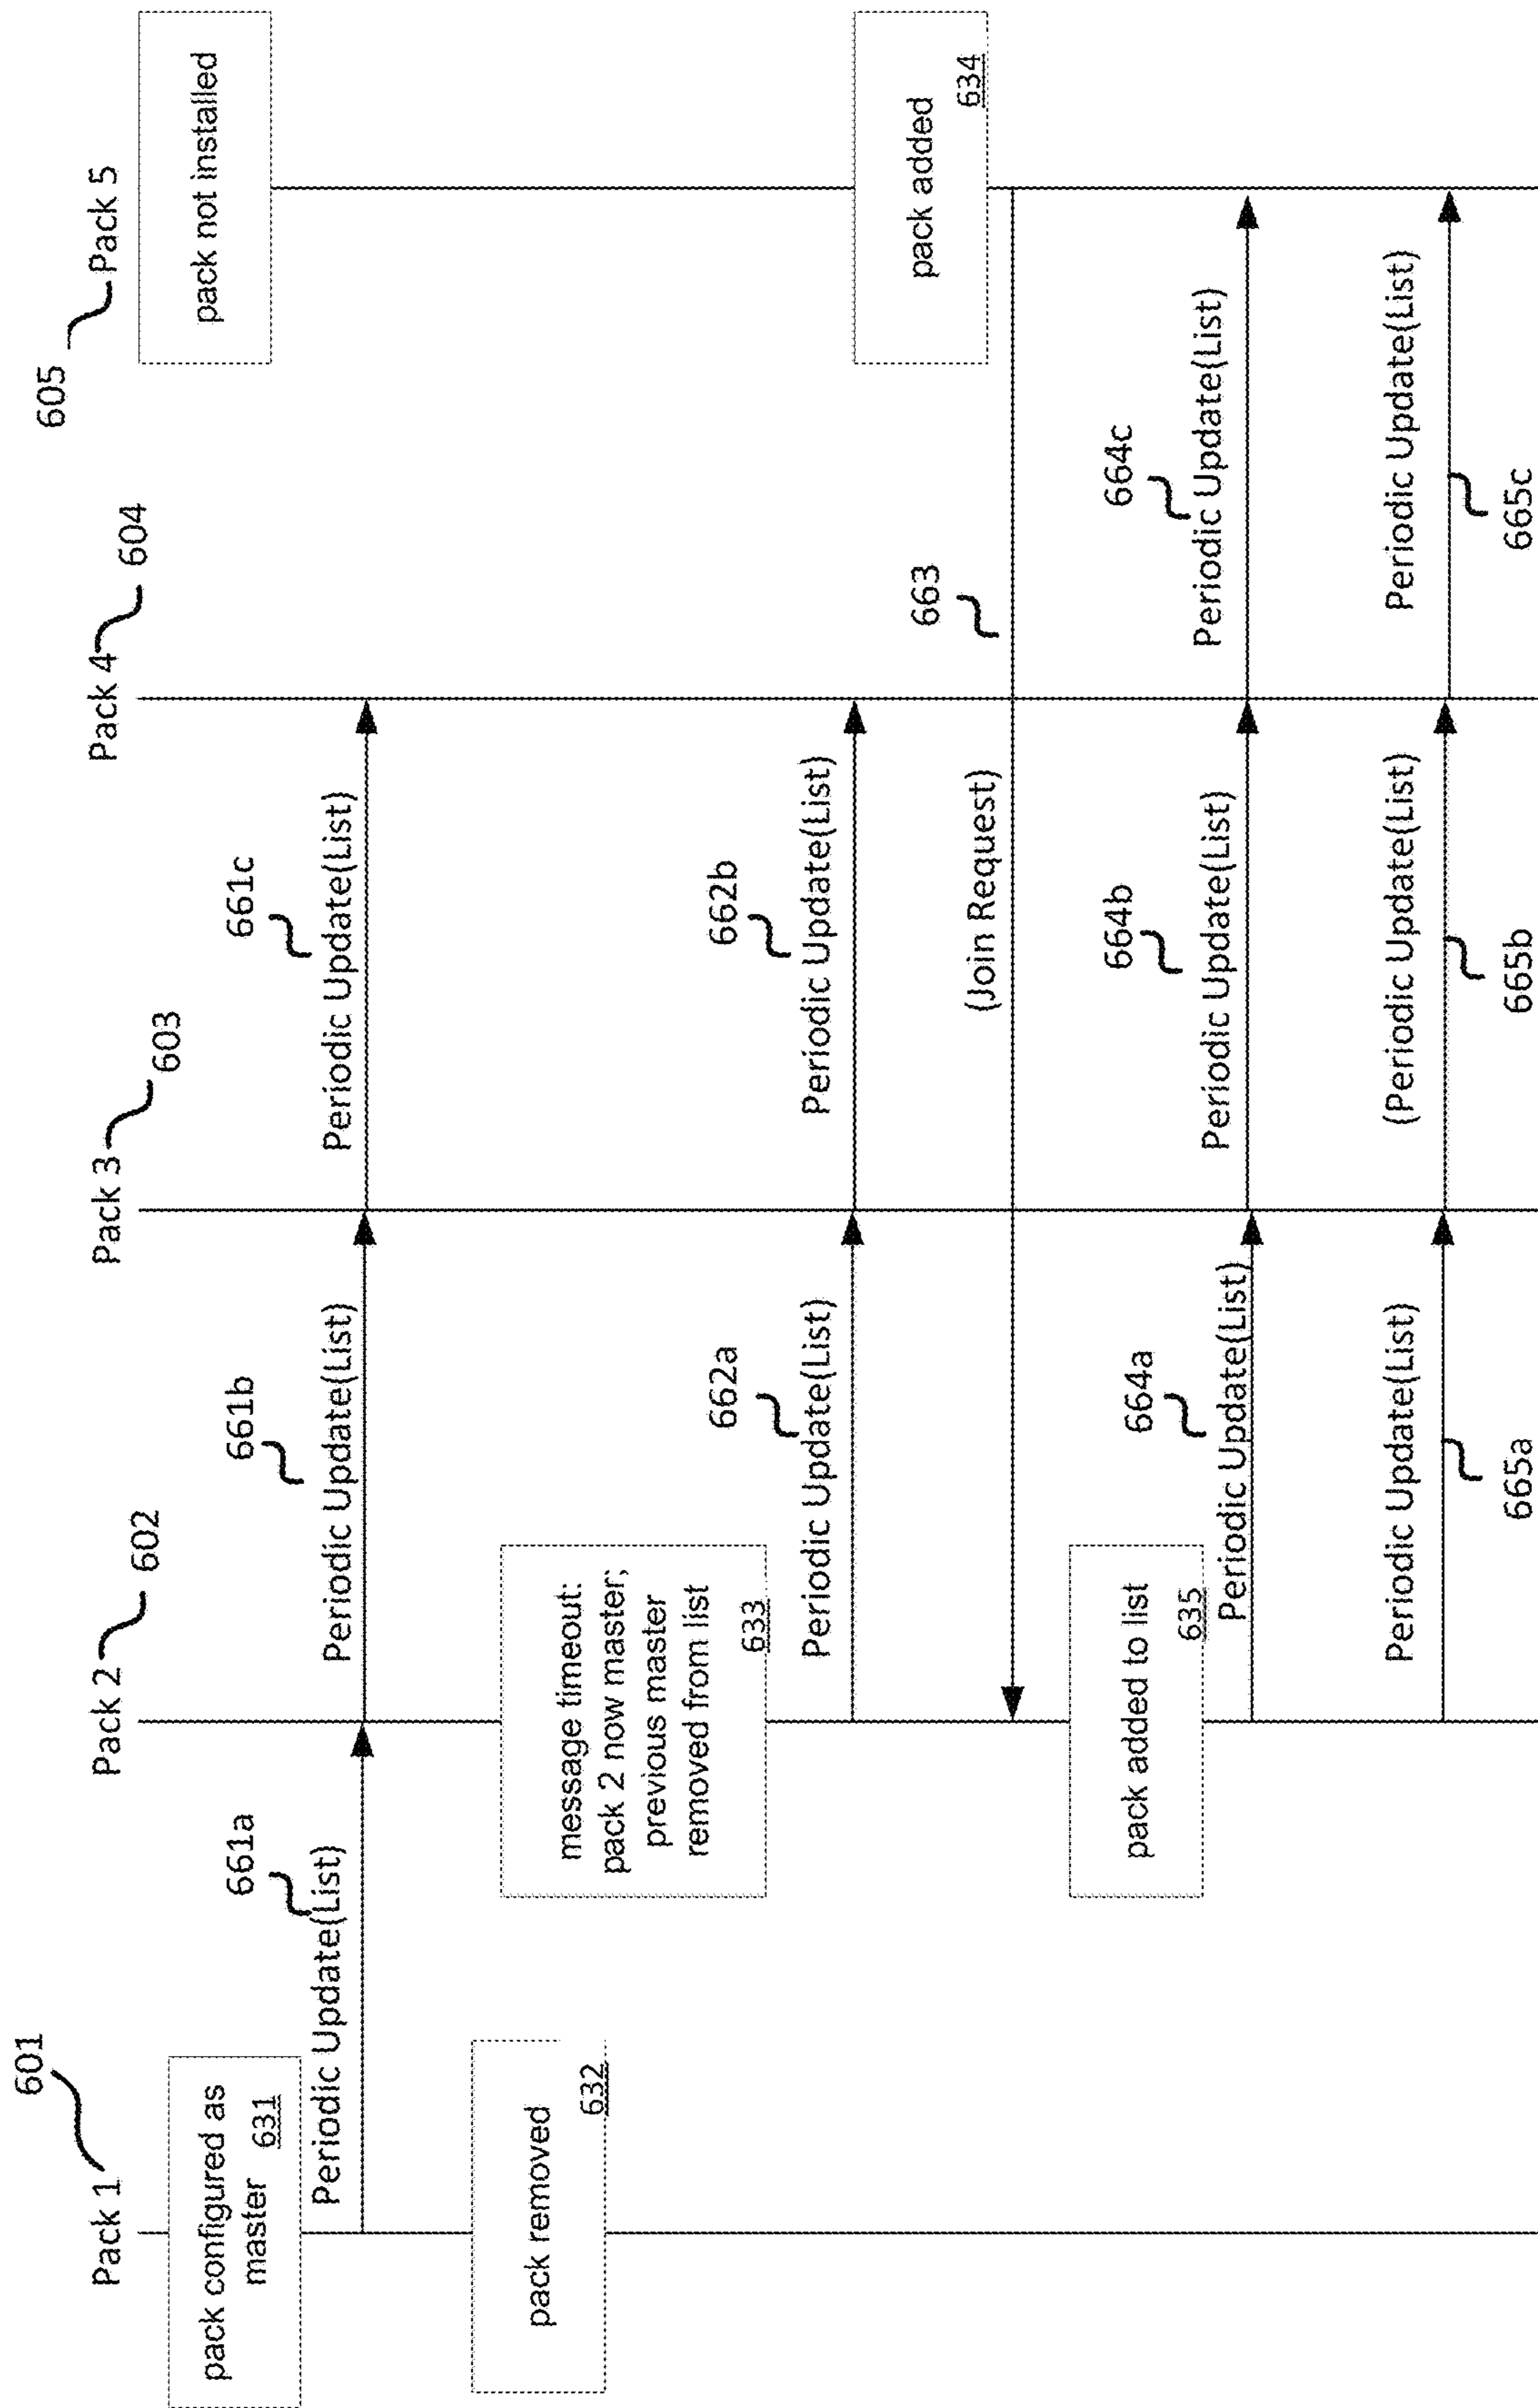 601
Pack 1
Pack 2
602
Pack 3
603
Pack 4
604
605
Pack 5
pack configured as
master
631
pack not installed
661a
Periodic Update(List)
661b
Periodic Update(List)
661c
Periodic Update(List)
pack removed
632
message timeout:
pack 2 now master;
previous master
removed from list
633
662a
Periodic Update(List)
662b
Periodic Update(List)
pack added
634
663
(Join Request)
pack added to list
635
664a
Periodic Update(List)
664b
Periodic Update(List)
664c
Periodic Update(List)
Periodic Update(List)
665a
(Periodic Update(List)
665b
Periodic Update(List)
665c